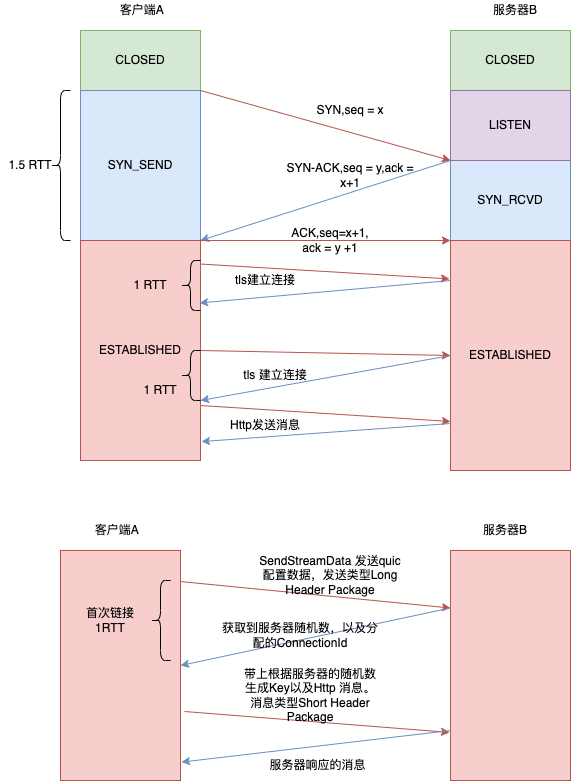 客户端A
服务器B
CLOSED
CLOSED
SYN,seq = x
LISTEN
1.5 RTT
SYN_SEND
SYN-ACK,seq = y,ack =
x+1
SYN_RCVD
ACK,seq=x+1,
ack = y +1
1 RTT
tls建立连接
ESTABLISHED
ESTABLISHED
tls 建立连接
1 RTT
Http发送消息
客户端A
服务器B
SendStreamData 发送quic
配置数据，发送类型Long
Header Package
首次链接
1RTT
获取到服务器随机数，以及分
配的ConnectionId
带上根据服务器的随机数
生成Key以及Http 消息。
消息类型Short Header
Package
服务器响应的消息